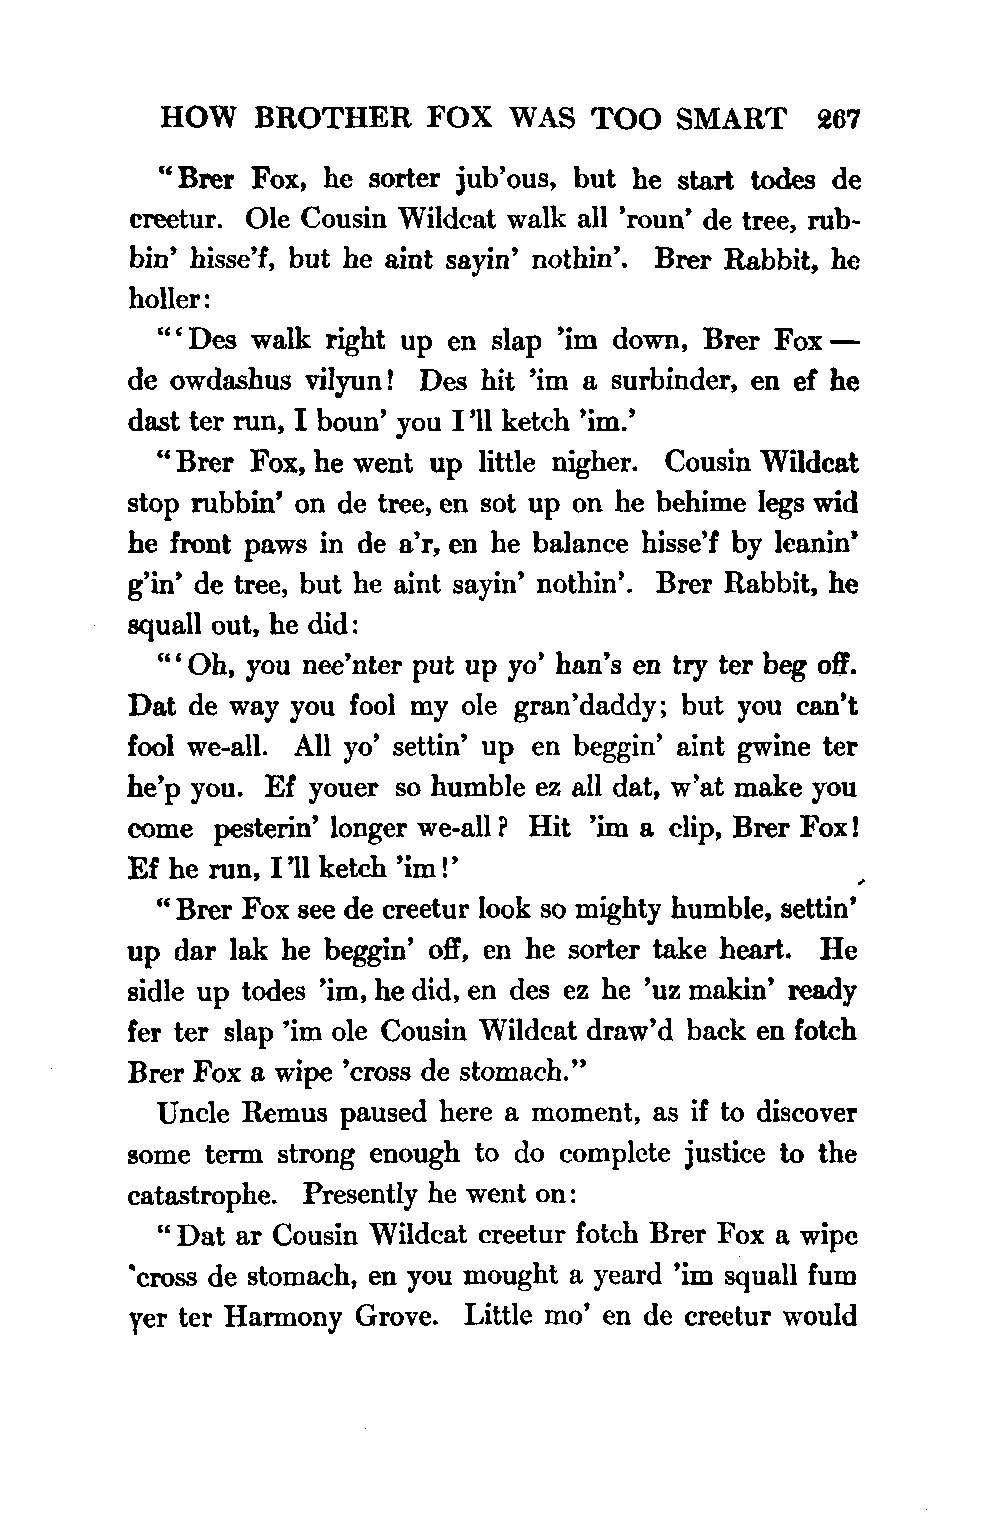 HOW BROTHER FOX WAS TOO SMART 267
"Brer Fox, he sorter jub'ous, but he start todes de
creetur. Ole Cousin Wildcat walk all 'roun' de tree, rub-
bin' hisse'f, but he aint sayin' nothin'. Brer Rabbit, he
holler:
"'Des walk right up en slap 'im down, Brer Fox —
de owdashus vilyun! Des hit 'im a surbinder, en ef he
dast ter run, I boun' you I'll ketch 'im.'
"Brer Fox, he went up little nigher. Cousin Wildcat
stop rubbin' on de tree, en sot up on he behime legs wid
he front paws in de a'r, en he balance hisse'f by leanin'
g'in' de tree, but he aint sayin' nothin'. Brer Rabbit, he
squall out, he did:
"'Oh, you nee'nter put up yo' han's en try ter beg off.
Dat de way you fool my ole gran'daddy; but you can't
fool we-all. All yo' settin' up en beggin' aint gwine ter
he'p you. Ef youer so humble ez all dat, w'at make you
come pesterin' longer we-all? Hit 'im a clip, Brer Fox!
Ef he run, I'll ketch 'im!'
"Brer Fox see de creetur look so mighty humble, settin'
up dar lak he beggin' off, en he sorter take heart. He
sidle up todes 'im, he did, en des ez he 'uz makin' ready
fer ter slap 'im ole Cousin Wildcat draw'd back en fotch
Brer Fox a wipe 'cross de stomach."
Uncle Remus paused here a moment, as if to discover
some term strong enough to do complete justice to the
catastrophe. Presently he went on:
"Dat ar Cousin Wildcat creetur fotch Brer Fox a wipe
'cross de stomach, en you mought a yeard 'im squall fum
yer ter Harmony Grove. Little mo' en de creetur would